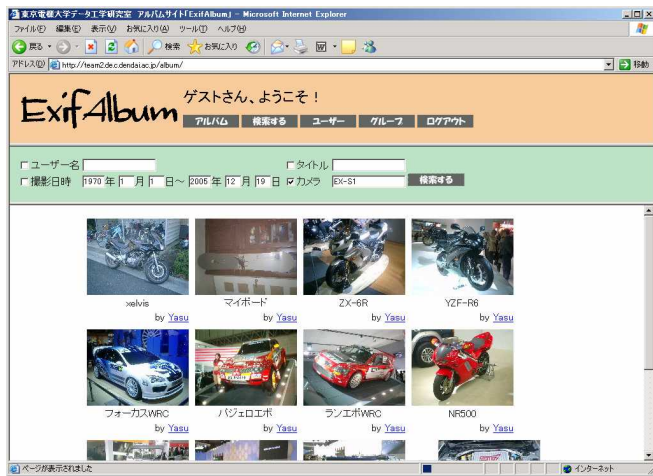 東京電機大学データ工学研究室 アルバムサイト「ExifAlbum」 - Microsoft Internet Explorer
ファイル(F) 編集(E) 表示(V) お気に入り(A) ツール(T) ヘルプ(H)
戻る 検索 お気に入り
アドレス(D) http://team2.de.c.dendai.ac.jp/album/ 移動
ExifAlbum
ゲストさん、ようこそ！
アルバム 検索する ユーザー グループ ログアウト
ユーザー名 タイトル
撮影日時 1970 年 1 月 1 日～ 2005 年 12 月 19 日 カメラ EX-S1 検索する
xelvis マイボード ZX-6R YZF-R6
by Yasu by Yasu by Yasu by Yasu
フォーカスWRC パジェロエボ ランエボWRC NR500
by Yasu by Yasu by Yasu by Yasu
ページが表示されました インターネット